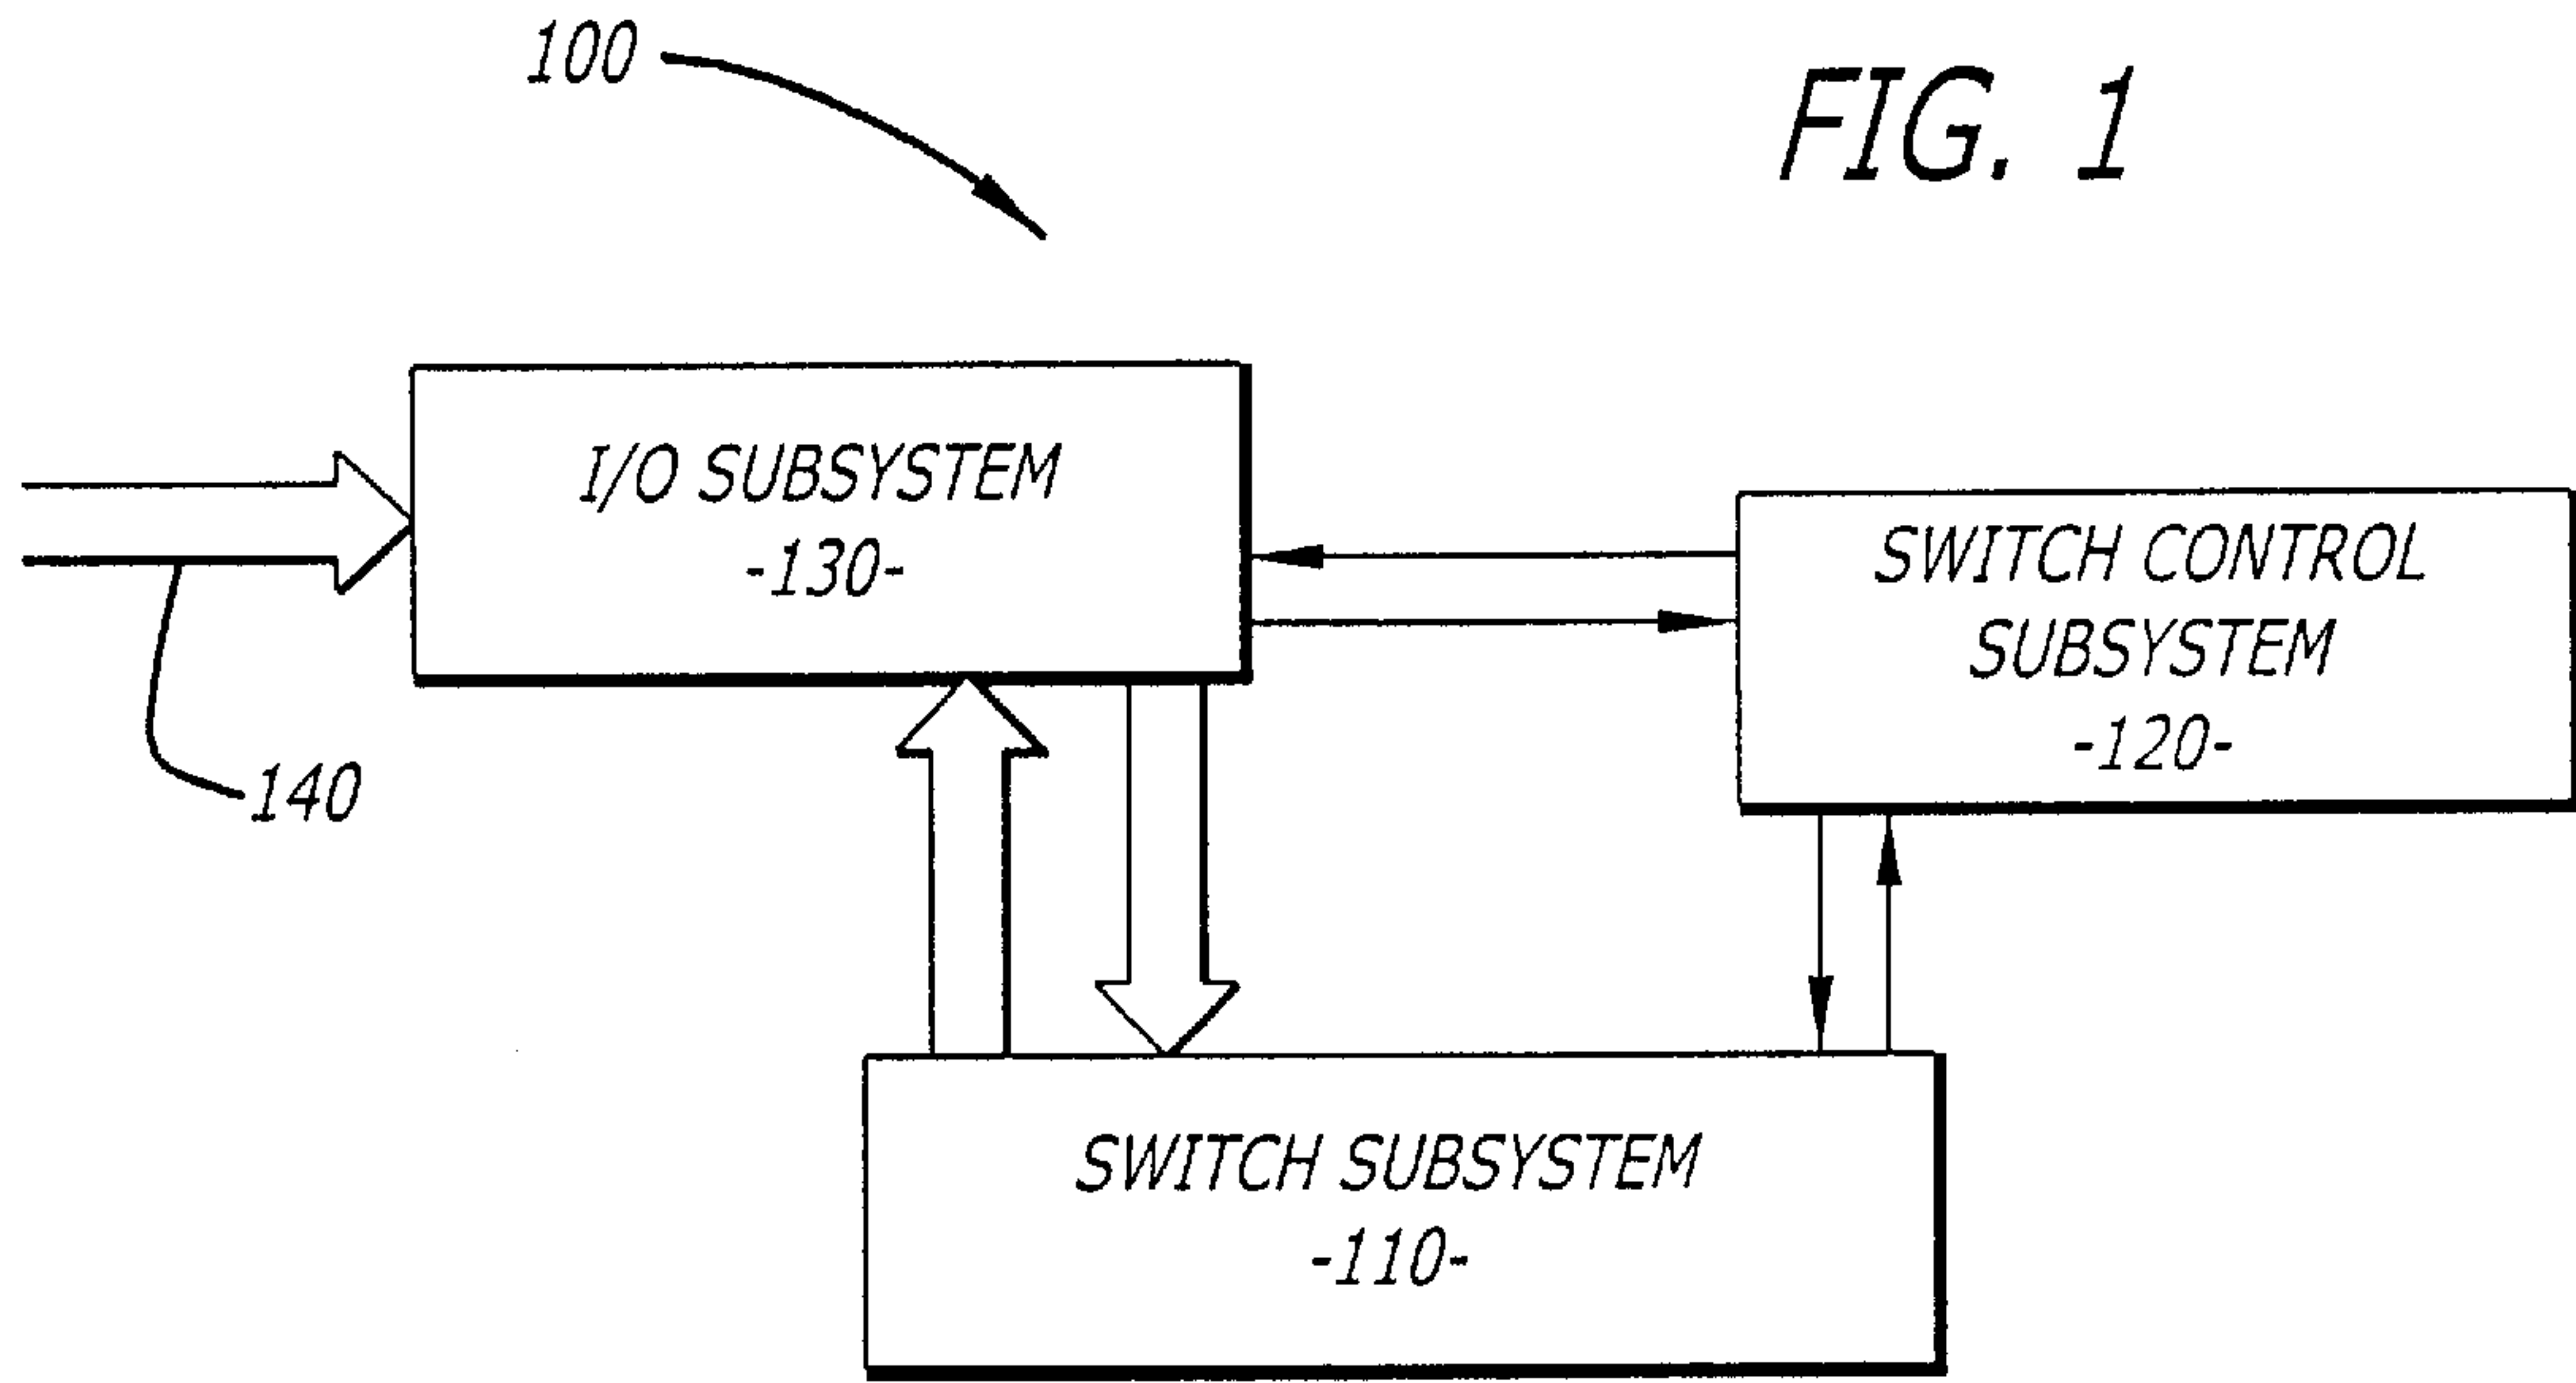 100
FIG. 1
I/O SUBSYSTEM
-130-
SWITCH CONTROL
SUBSYSTEM
-120-
140
SWITCH SUBSYSTEM
-110-